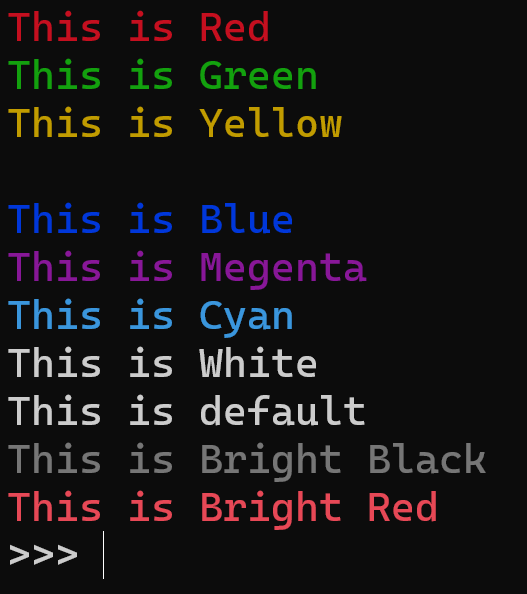 This is Red
This is Green
This is Yellow
This is Blue
This is Megenta
This is Cyan
This is White
This is default
This is Bright Black
This is Bright Red
>>>